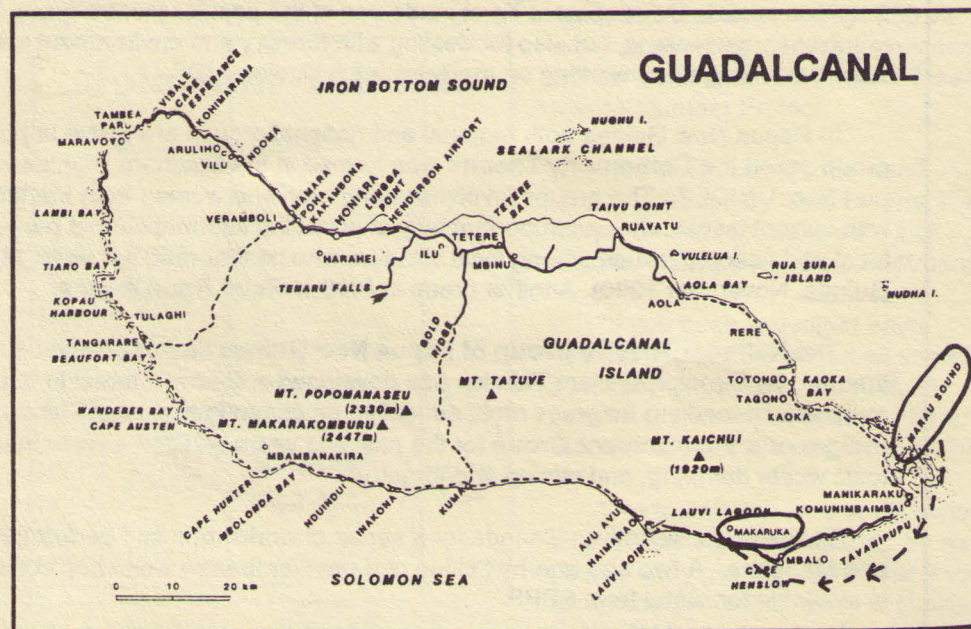 GUADALCANAL
IRON BOTTOM SOUND
NUGHU I.
SEALARK CHANNEL
VISALE
CAPE
ESPERANCE
KOHIMARAMA
TAMBEA
PAR.
MARAVOVO
ARULIHO
NDOMA
MAMARA
POHA
KAKAMBONA
HONIARA
LUNGGA
POINT
HENDERSON AIRPORT
TETERE
BAY
TAIVU POINT
RUAVATU
LAMBI BAY
VERAMBOLI
HARAHEI
ILU
TETERE
MBINU
VULELUA I.
BA SURA
ISLAND
NUDHA I.
TIARO BAY
TENARU FALLS
AOLA
AOLA BAY
KOPAU
HARBOUR
TULAGHI
GOLD
RIDGE
RERE
TANGARARE
BEAUFORT BAY
GUADALCANAL
ISLAND
TOTONGO
TAGONO
KAOKA
KAOKA
BAY
MARAU SOUND
MT. POPOMANASEU
(2330m)
MT. TATUVE
WANDERER BAY
CAPE AUSTEN
MT. MAKARAKOMBURU
(2447m)
MT. KAICHUI
(1920m)
MBAMBANAKIRA
MANIKARAKU
KOMUNIMBAIMBAI
CAPE HUNTER
MBOLONDA BAY
NDUINDUI
INAKONA
KUMA
AVU AVU
HAIMARAO
LAUVI POINT
LAUVI LAGOON
MAKARUKA
MBALO
TAVANIPUPU
CAPE
HENSLOW
SOLOMON SEA
0 10 20 km